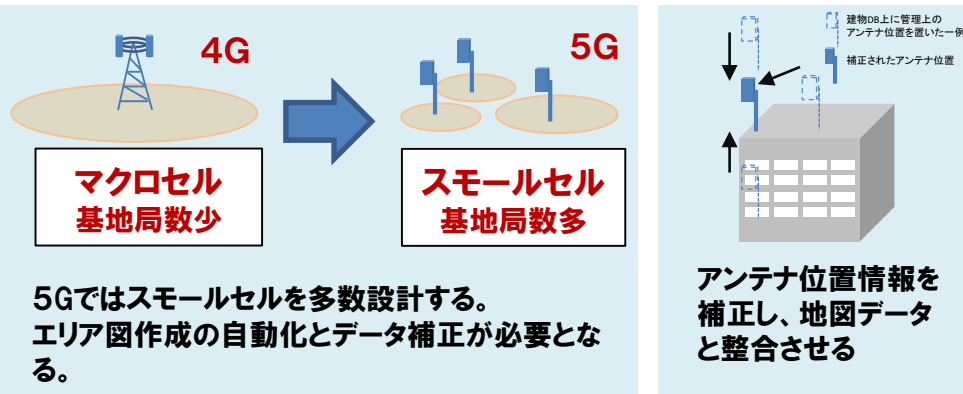 4G
5G
マクロセル
基地局数少
スモールセル
基地局数多
5Gではスモールセルを多数設計する。
エリア図作成の自動化とデータ補正が必要とな
る。
建物DB上に管理上の
アンテナ位置を置いた一例
補正されたアンテナ位置
アンテナ位置情報を
補正し、地図データ
と整合させる